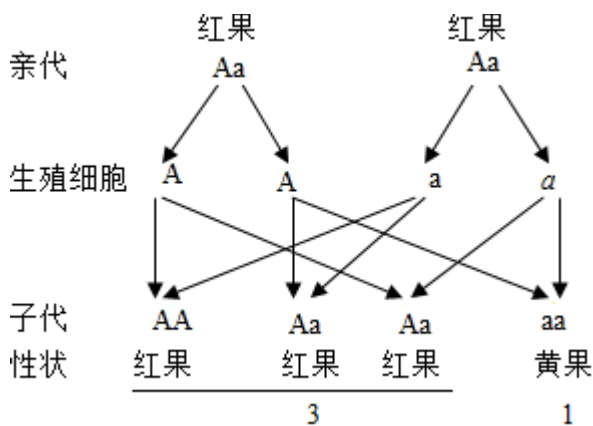 红果 红果
亲代 Aa Aa
生殖细胞 A A a a
子代 AA Aa Aa aa
性状 红果 红果 红果 黄果
3 1